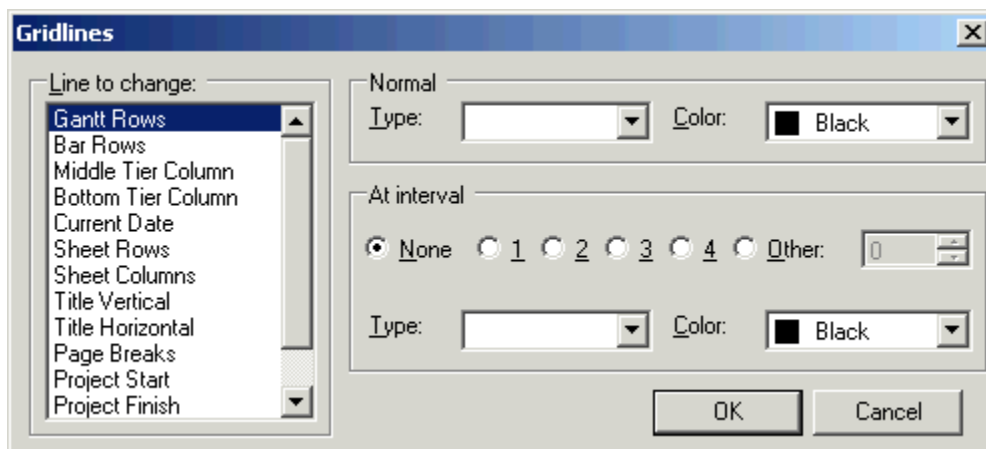 Gridlines
Line to change:
Gantt Rows
Bar Rows
Middle Tier Column
Bottom Tier Column
Current Date
Sheet Rows
Sheet Columns
Title Vertical
Title Horizontal
Page Breaks
Project Start
Project Finish
Normal
Type:
Color: Black
At interval
None 1 2 3 4 Other: 0
Type:
Color: Black
OK Cancel